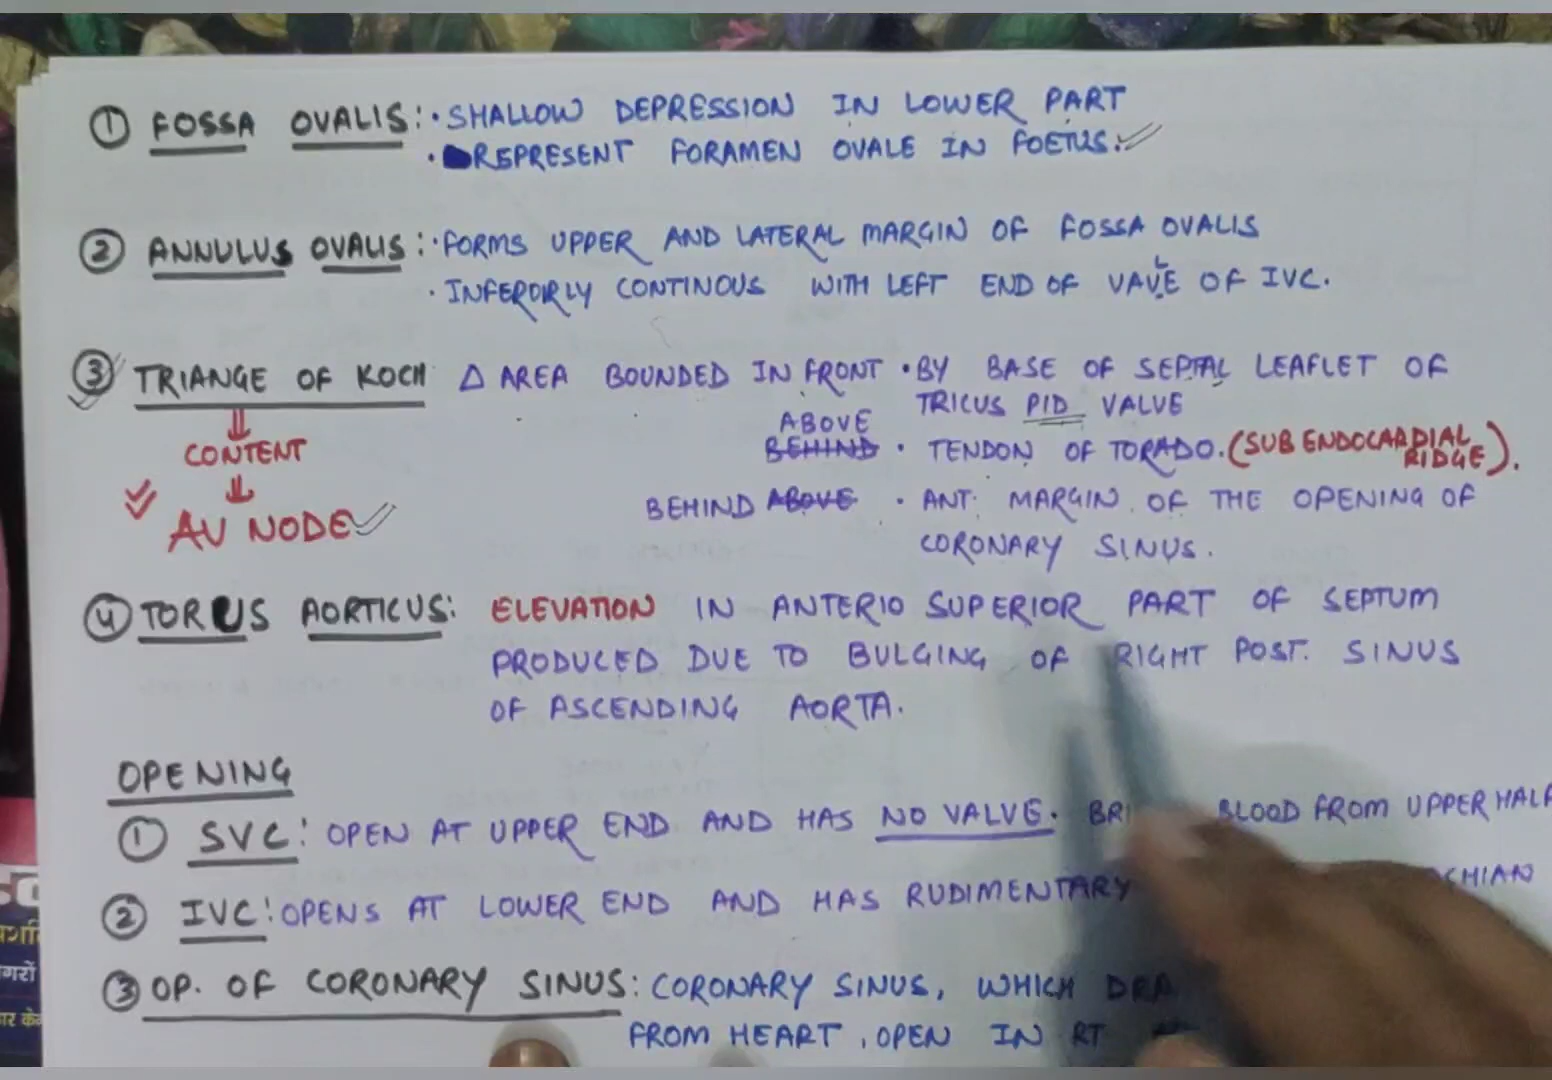 ① FOSSA OVALIS: • SHALLOW DEPRESSION IN LOWER PART
• REPRESENT FORAMEN OVALE IN FOETUS.
② ANNULUS OVALIS: • FORMS UPPER AND LATERAL MARGIN OF FOSSA OVALIS
• INFERORLY CONTINOUS WITH LEFT END OF VALVE OF IVC.
③ TRIANGE OF KOCH Δ AREA BOUNDED IN FRONT • BY BASE OF SEPTAL LEAFLET OF
TRICUS PID VALVE
⇓
CONTENT
⇓
AV NODE
ABOVE
BEHIND • TENDON OF TORADO. (SUB ENDOCARDIAL RIDGE).
BEHIND ABOVE • ANT. MARGIN OF THE OPENING OF
CORONARY SINUS.
④ TORUS AORTICUS: ELEVATION IN ANTERIO SUPERIOR PART OF SEPTUM
PRODUCED DUE TO BULGING OF RIGHT POST. SINUS
OF ASCENDING AORTA.
OPENING
① SVC: OPEN AT UPPER END AND HAS NO VALVE. BLOOD FROM UPPER HALF
② IVC: OPENS AT LOWER END AND HAS RUDIMENTARY
③ OP. OF CORONARY SINUS: CORONARY SINUS, WHICH
FROM HEART, OPEN IN RT